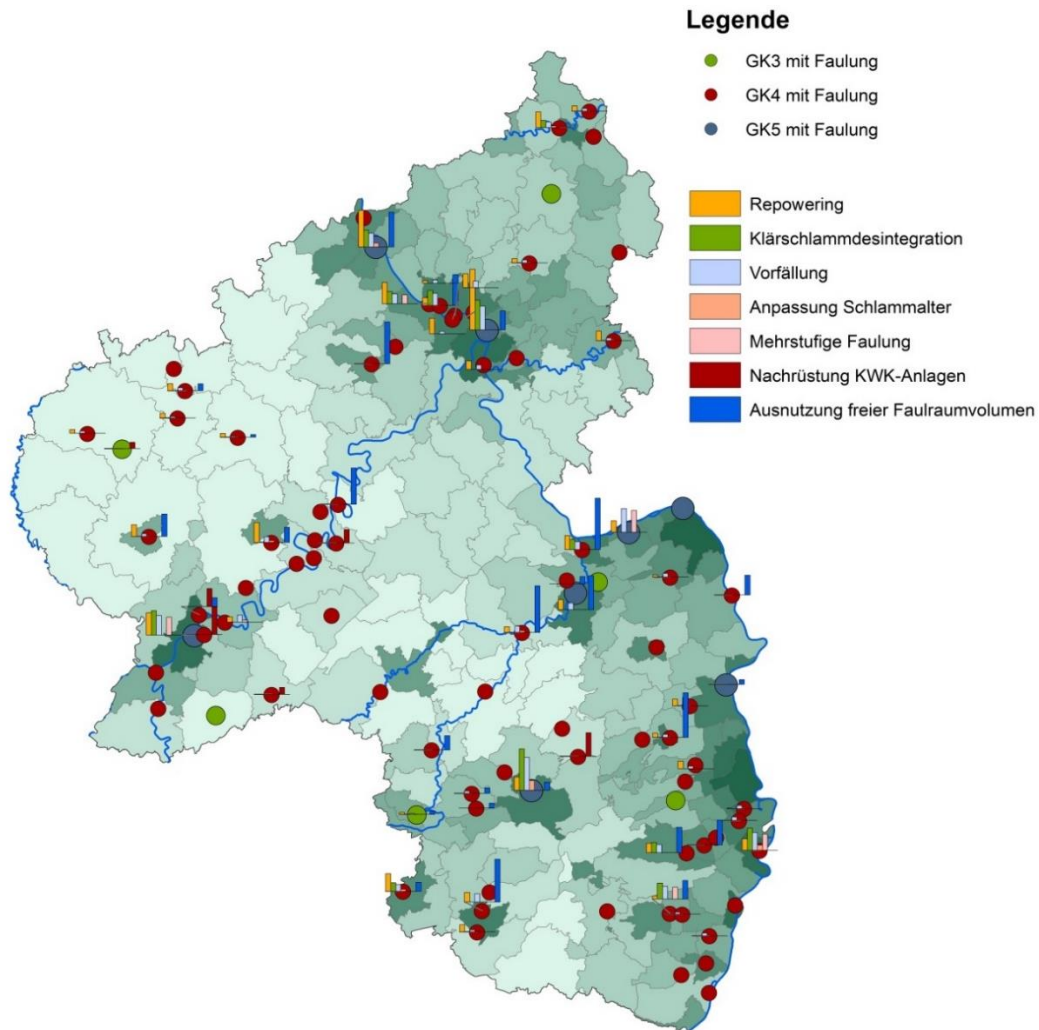 Legende
GK3 mit Faulung
GK4 mit Faulung
GK5 mit Faulung
Repowering
Klärschlammdesintegration
Vorfällung
Anpassung Schlammalter
Mehrstufige Faulung
Nachrüstung KWK-Anlagen
Ausnutzung freier Faulraumvolumen